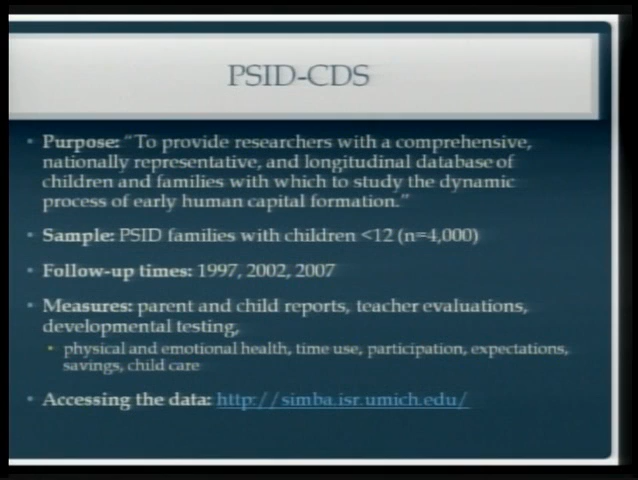 PSID-CDS
• Purpose: “To provide researchers with a comprehensive,
nationally representative, and longitudinal database of
children and families with which to study the dynamic
process of early human capital formation.”
• Sample: PSID families with children <12 (n=4,000)
• Follow-up times: 1997, 2002, 2007
• Measures: parent and child reports, teacher evaluations,
developmental testing,
• physical and emotional health, time use, participation, expectations,
savings, child care
• Accessing the data: http://simba.isr.umich.edu/